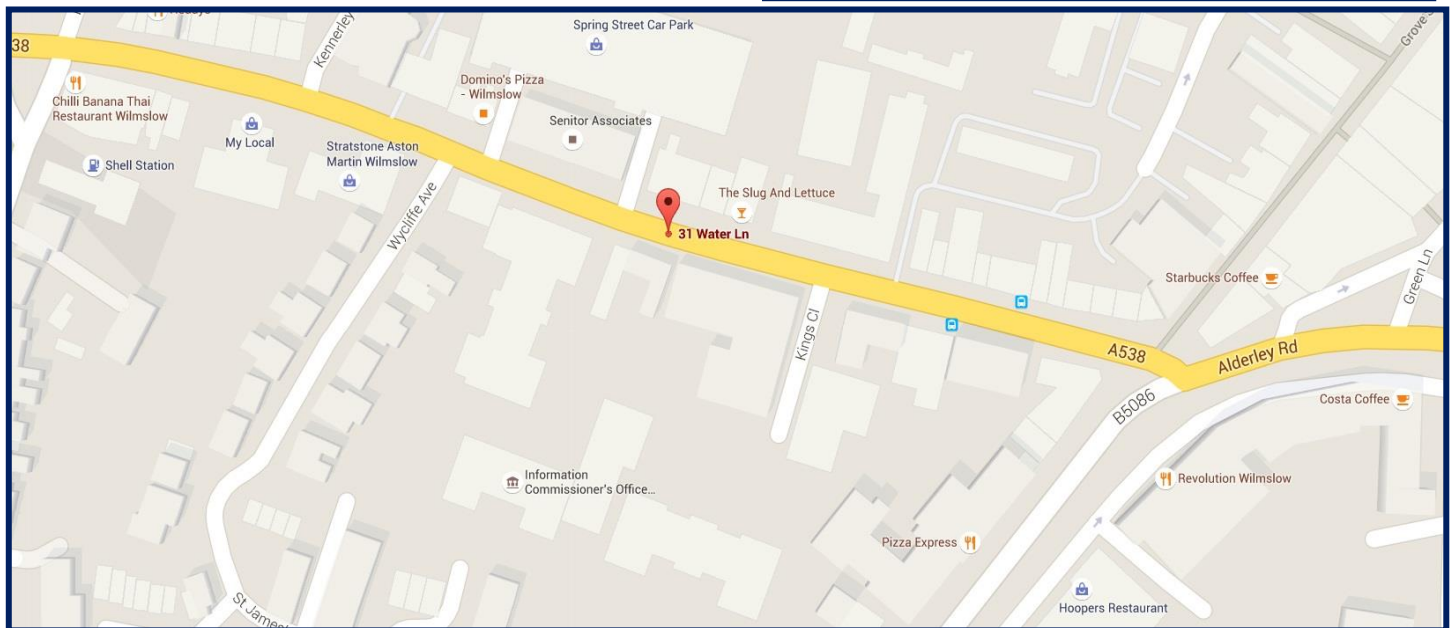 38
Kennerley
Spring Street Car Park
Grove
Domino's Pizza
- Wilmslow
Chilli Banana Thai
Restaurant Wilmslow
My Local
Senitor Associates
Stratstone Aston
Martin Wilmslow
Shell Station
Wycliffe Ave
The Slug And Lettuce
31 Water Ln
Starbucks Coffee
Green Ln
Kings Cl
A538
Alderley Rd
B5086
Costa Coffee
Information
Commissioner's Office...
Revolution Wilmslow
Pizza Express
St James
Hoopers Restaurant